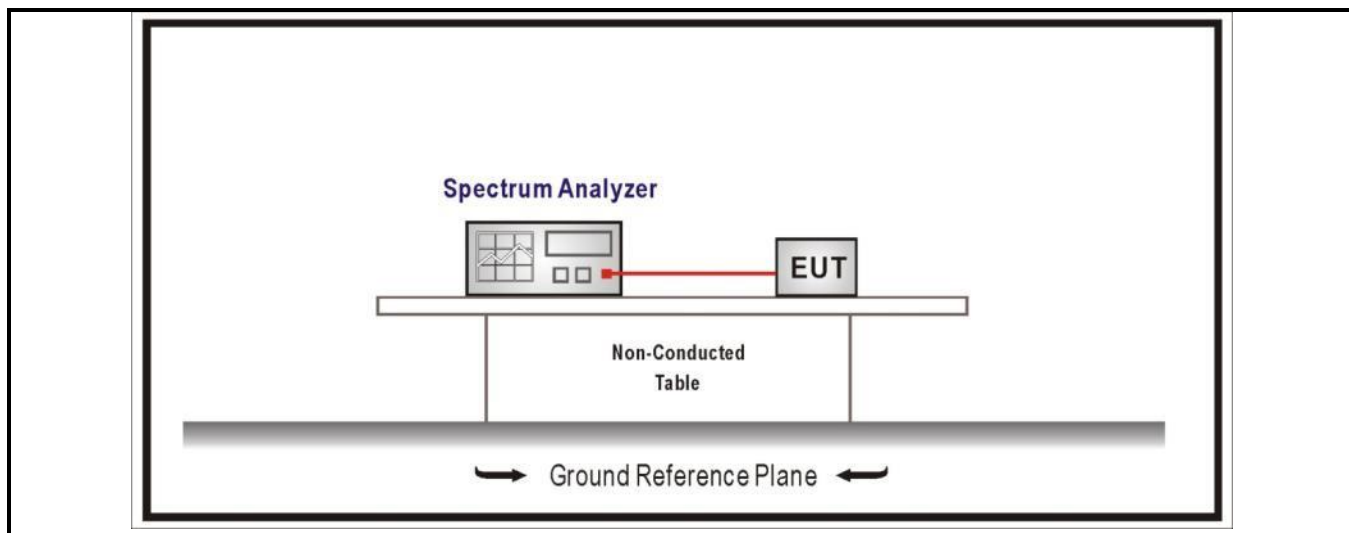 Spectrum Analyzer
EUT
Non-Conducted
Table
Ground Reference Plane